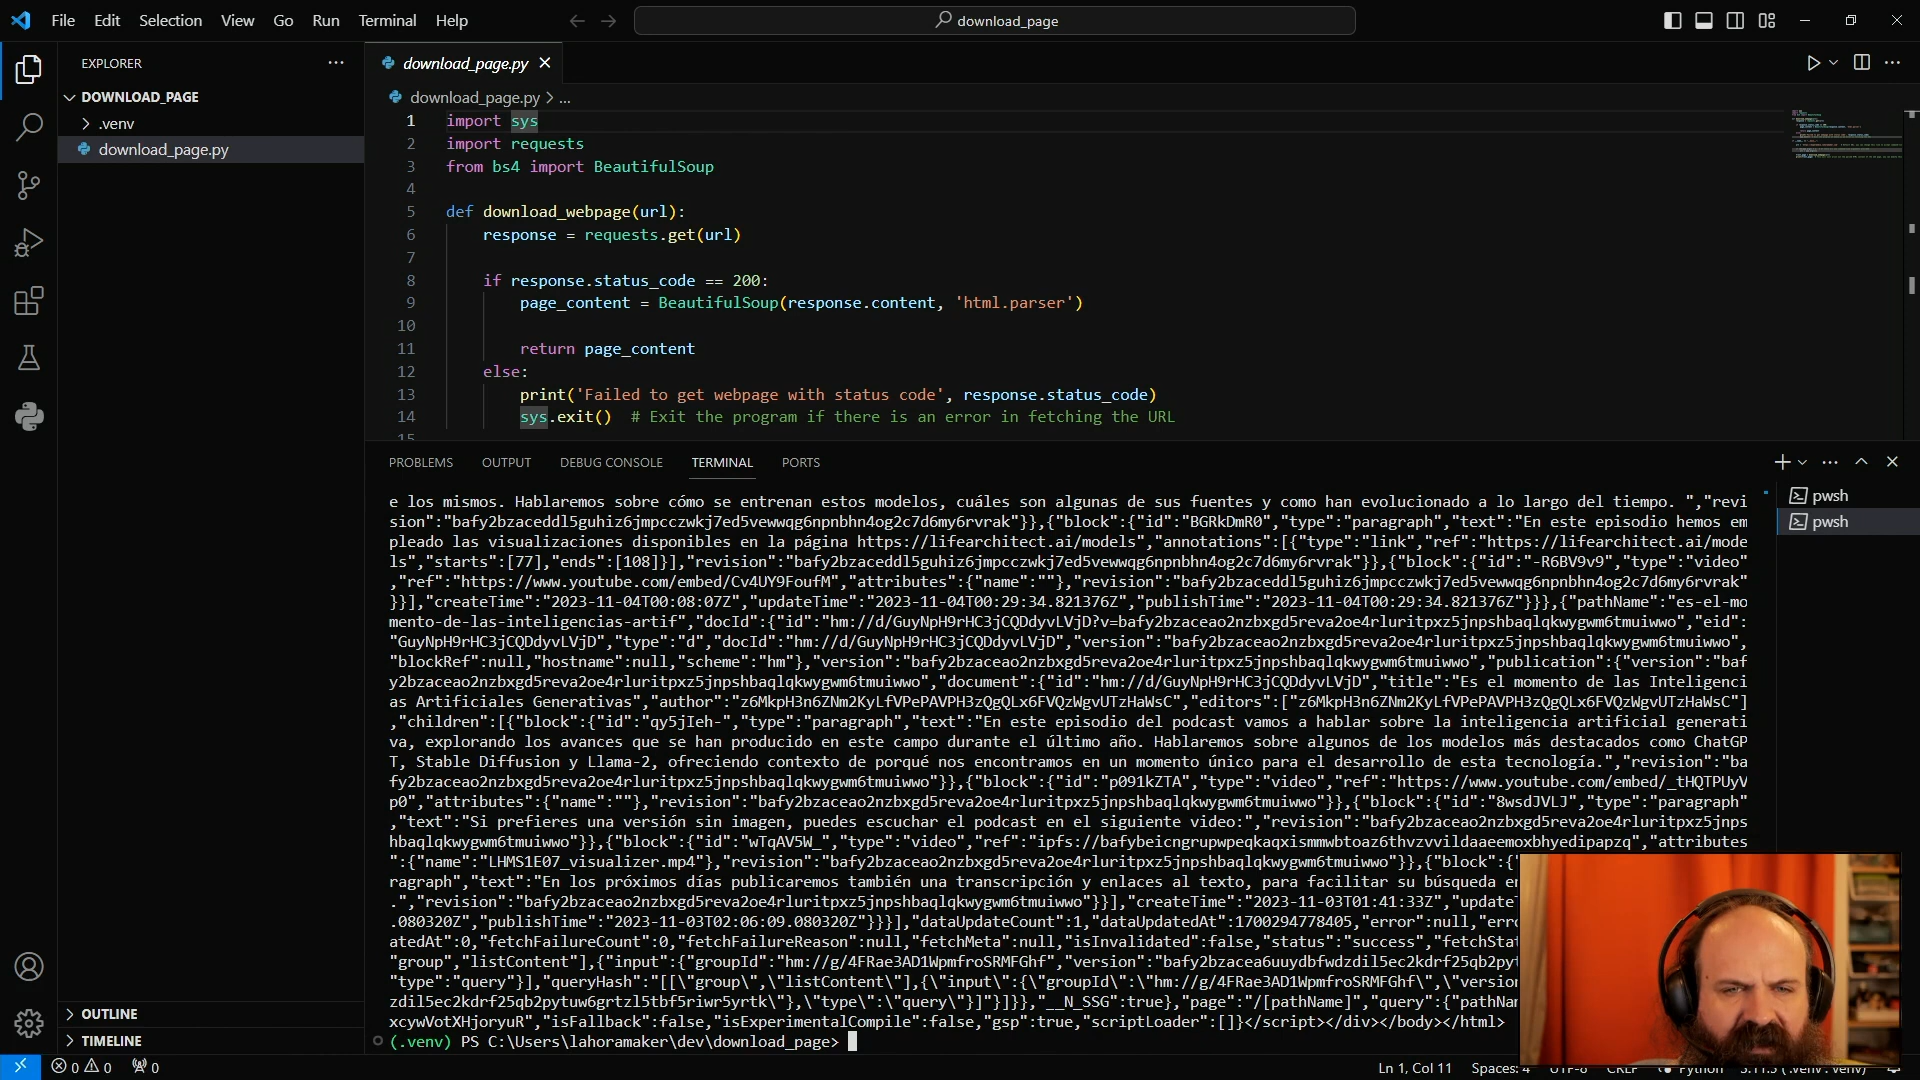 File Edit Selection View Go Run Terminal Help
download_page
EXPLORER
DOWNLOAD_PAGE
.venv
download_page.py
OUTLINE
TIMELINE
download_page.py
download_page.py > ...
1 import sys
2 import requests
3 from bs4 import BeautifulSoup
4
5 def download_webpage(url):
6 response = requests.get(url)
7
8 if response.status_code == 200:
9 page_content = BeautifulSoup(response.content, 'html.parser')
10
11 return page_content
12 else:
13 print('Failed to get webpage with status code', response.status_code)
14 sys.exit() # Exit the program if there is an error in fetching the URL
15
PROBLEMS OUTPUT DEBUG CONSOLE TERMINAL PORTS
pwsh
pwsh
e los mismos. Hablaremos sobre cómo se entrenan estos modelos, cuáles son algunas de sus fuentes y como han evolucionado a lo largo del tiempo. ","revi
sion":"bafy2bzaceddl5guhiz6jmpcczwkj7ed5vewwqg6npnbhn4og2c7d6my6rvrak"}},{"block":{"id":"BGRkDmR0","type":"paragraph","text":"En este episodio hemos em
pleado las visualizaciones disponibles en la página https://lifearchitect.ai/models","annotations":[{"type":"link","ref":"https://lifearchitect.ai/mode
ls","starts":[77],"ends":[108]}],"revision":"bafy2bzaceddl5guhiz6jmpcczwkj7ed5vewwqg6npnbhn4og2c7d6my6rvrak"}},{"block":{"id":"-R6BV9v9","type":"video"
,"ref":"https://www.youtube.com/embed/Cv4UY9FoufM","attributes":{"name":""},"revision":"bafy2bzaceddl5guhiz6jmpcczwkj7ed5vewwqg6npnbhn4og2c7d6my6rvrak"
}}],"createTime":"2023-11-04T00:08:07Z","updateTime":"2023-11-04T00:29:34.821376Z","publishTime":"2023-11-04T00:29:34.821376Z"}}},{"pathName":"es-el-mo
mento-de-las-inteligencias-artif","docId":{"id":"hm://d/GuyNpH9rHC3jCQDdyvLVjD?v=bafy2bzaceao2nzbxgd5reva2oe4rluritpxz5jnpshbaqlqkwygwm6tmuiwwo","eid":
"GuyNpH9rHC3jCQDdyvLVjD","type":"d","docId":"hm://d/GuyNpH9rHC3jCQDdyvLVjD","version":"bafy2bzaceao2nzbxgd5reva2oe4rluritpxz5jnpshbaqlqkwygwm6tmuiwwo",
"blockRef":null,"hostname":null,"scheme":"hm"},"version":"bafy2bzaceao2nzbxgd5reva2oe4rluritpxz5jnpshbaqlqkwygwm6tmuiwwo","publication":{"version":"baf
y2bzaceao2nzbxgd5reva2oe4rluritpxz5jnpshbaqlqkwygwm6tmuiwwo","document":{"id":"hm://d/GuyNpH9rHC3jCQDdyvLVjD","title":"Es el momento de las Inteligenci
as Artificiales Generativas","author":"z6MkpH3n6ZNm2KyLfVPePAVPH3zQgQLx6FVQzWgvUTzHaWsC","editors":["z6MkpH3n6ZNm2KyLfVPePAVPH3zQgQLx6FVQzWgvUTzHaWsC"]
,"children":[{"block":{"id":"qy5jIeh-","type":"paragraph","text":"En este episodio del podcast vamos a hablar sobre la inteligencia artificial generati
va, explorando los avances que se han producido en este campo durante el último año. Hablaremos sobre algunos de los modelos más destacados como ChatGP
T, Stable Diffusion y Llama-2, ofreciendo contexto de porqué nos encontramos en un momento único para el desarrollo de esta tecnología.","revision":"ba
fy2bzaceao2nzbxgd5reva2oe4rluritpxz5jnpshbaqlqkwygwm6tmuiwwo"}},{"block":{"id":"p091kZTA","type":"video","ref":"https://www.youtube.com/embed/_tHQTPUyV
p0","attributes":{"name":""},"revision":"bafy2bzaceao2nzbxgd5reva2oe4rluritpxz5jnpshbaqlqkwygwm6tmuiwwo"}},{"block":{"id":"8wsdJVLJ","type":"paragraph"
,"text":"Si prefieres una versión sin imagen, puedes escuchar el podcast en el siguiente video:","revision":"bafy2bzaceao2nzbxgd5reva2oe4rluritpxz5jnps
hbaqlqkwygwm6tmuiwwo"}},{"block":{"id":"wTqAV5W_","type":"video","ref":"ipfs://bafybeicngrupwpeqkaqxismmwbtoaz6thvzvvildaaeemoxbhyedipapzq","attributes
":{"name":"LHMS1E07_visualizer.mp4"},"revision":"bafy2bzaceao2nzbxgd5reva2oe4rluritpxz5jnpshbaqlqkwygwm6tmuiwwo"}},{"block":{"
ragraph","text":"En los próximos días publicaremos también una transcripción y enlaces al texto, para facilitar su búsqueda en
.","revision":"bafy2bzaceao2nzbxgd5reva2oe4rluritpxz5jnpshbaqlqkwygwm6tmuiwwo"}}],"createTime":"2023-11-03T01:41:33Z","updateT
.080320Z","publishTime":"2023-11-03T02:06:09.080320Z"}}}],"dataUpdateCount":1,"dataUpdatedAt":1700294778405,"error":null,"erro
atedAt":0,"fetchFailureCount":0,"fetchFailureReason":null,"fetchMeta":null,"isInvalidated":false,"status":"success","fetchStat
"group","listContent"],{"input":{"groupId":"hm://g/4FRae3AD1WpmfroSRMFGhf","version":"bafy2bzacea6uuydbfwdzdil5ec2kdrf25qb2pyt
"type":"query"}],"queryHash":"[[\"group\",\"listContent\"],{\"input\":{\"groupId\":\"hm://g/4FRae3AD1WpmfroSRMFGhf\",\"version
zdil5ec2kdrf25qb2pytuw6grtzl5tbf5riwr5yrtk\"},\"type\":\"query\"}]"}]}},"__N_SSG":true},"page":"/[pathName]","query":{"pathNam
xcywVotXHjoryuR","isFallback":false,"isExperimentalCompile":false,"gsp":true,"scriptLoader":[]}</script></div></body></html>
(.venv) PS C:\Users\lahoramaker\dev\download_page>
0 0 0
Ln 1, Col 11 Spaces: 4 UTF-8 CRLF Python 3.11.5 ('.venv': venv)